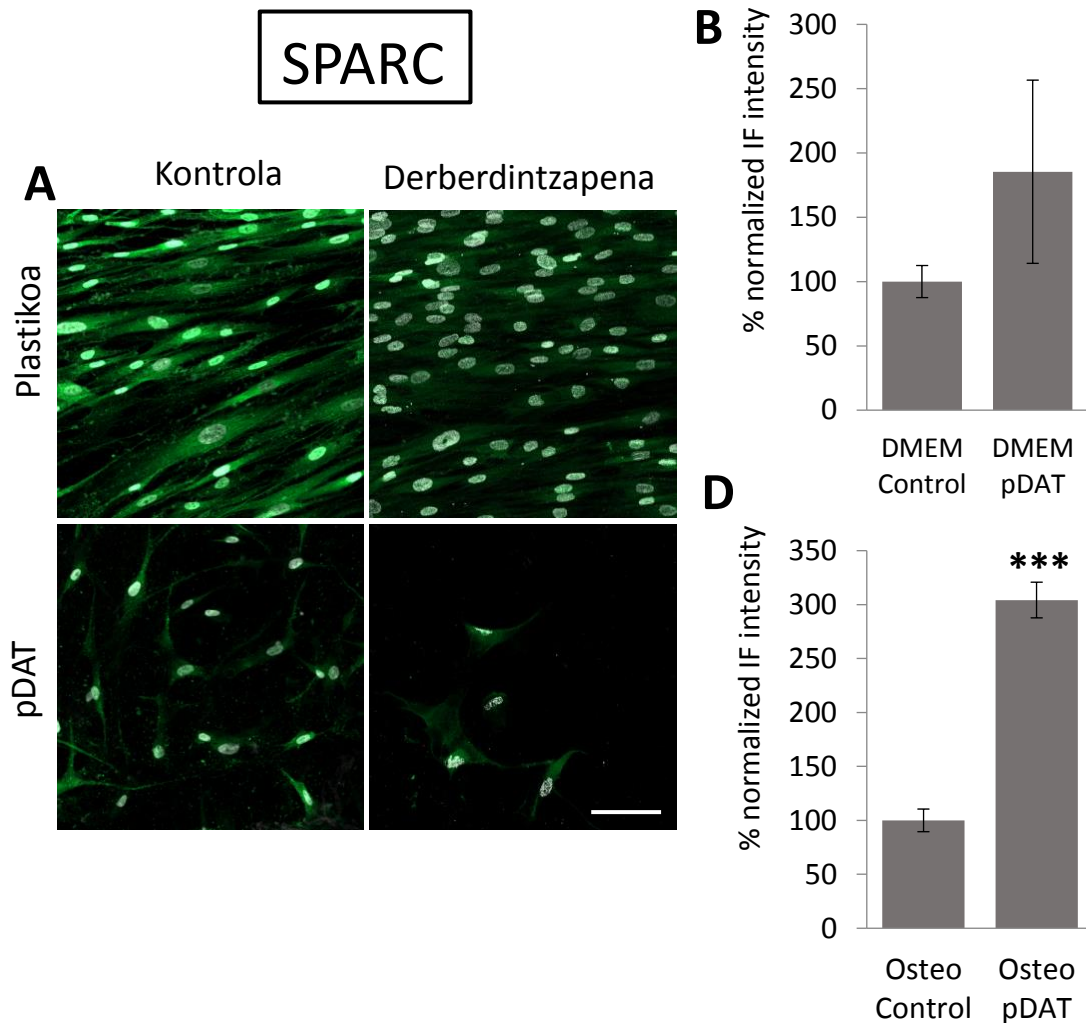 SPARC
A
Kontrola
Derberdintzapena
Plastikoa
pDAT
B
% normalized IF intensity
300
250
200
150
100
50
0
DMEM
Control
DMEM
pDAT
D
% normalized IF intensity
350
300
250
200
150
100
50
0
***
Osteo
Control
Osteo
pDAT